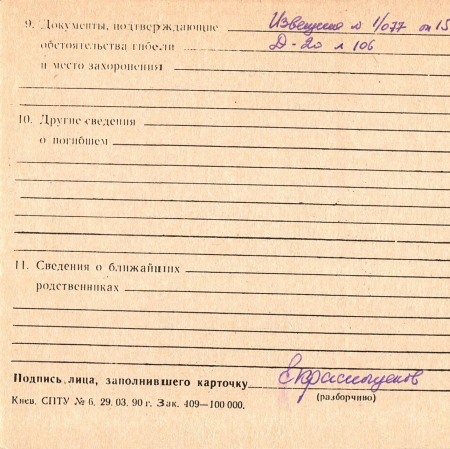 9. Документы, подтверждающие Извещение № 1/077 от 15
обстоятельства гибели Д-20 л 106
и место захоронения
10. Другие сведения
о погибшем
11. Сведения о ближайших
родственниках
Подпись лица, заполнившего карточку
(разборчиво)
Киев. СПТУ № 6. 29. 03. 90 г. Зак. 409—100 000.